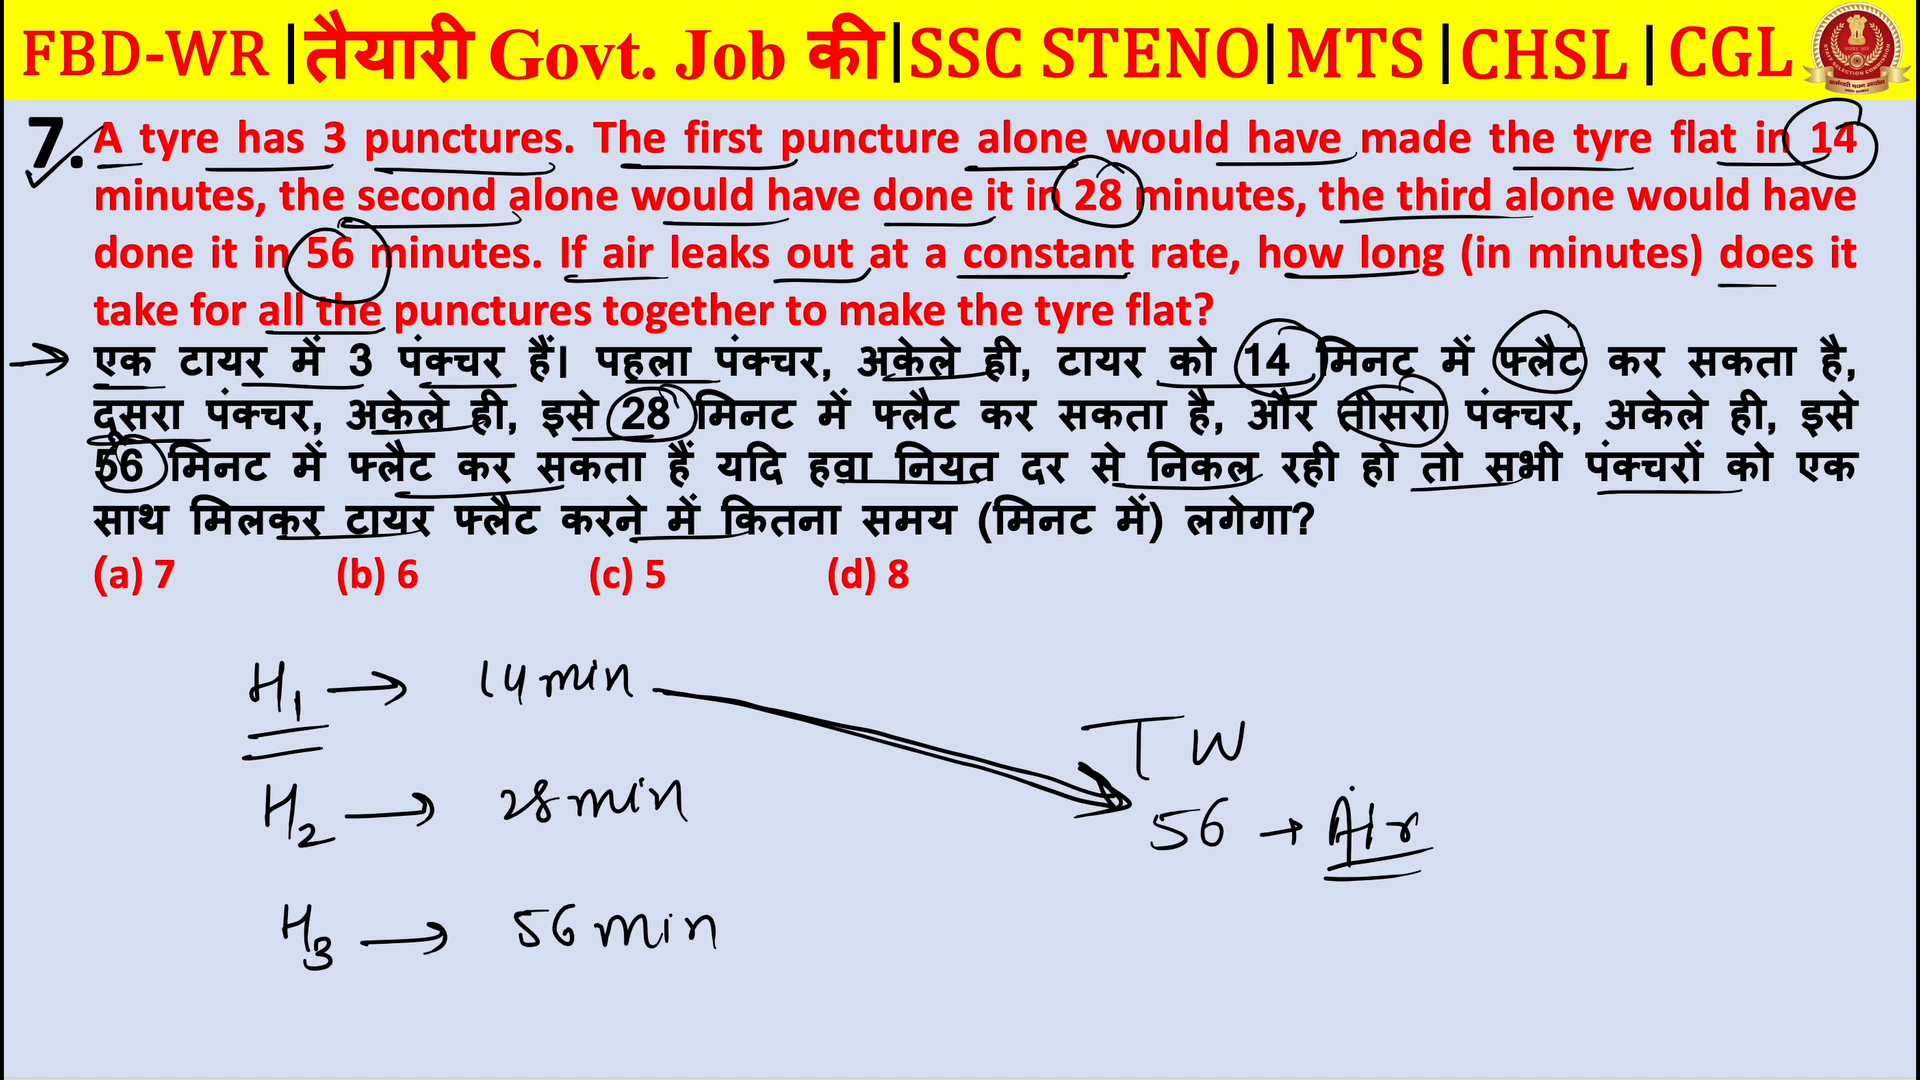 FBD-WR |तैयारी Govt. Job की|SSC STENO|MTS |CHSL |CGL
7. A tyre has 3 punctures. The first puncture alone would have made the tyre flat in 14
minutes, the second alone would have done it in 28 minutes, the third alone would have
done it in 56 minutes. If air leaks out at a constant rate, how long (in minutes) does it
take for all the punctures together to make the tyre flat?
→ एक टायर में 3 पंक्चर हैं। पहला पंक्चर, अकेले ही, टायर को 14 मिनट में फ्लैट कर सकता है,
दूसरा पंक्चर, अकेले ही, इसे 28 मिनट में फ्लैट कर सकता है, और तीसरा पंक्चर, अकेले ही, इसे
56 मिनट में फ्लैट कर सकता हैं यदि हवा नियत दर से निकल रही हो तो सभी पंक्चरों को एक
साथ मिलकर टायर फ्लैट करने में कितना समय (मिनट में) लगेगा?
(a) 7 (b) 6 (c) 5 (d) 8
H₁ → 14 min
TW
H₂ → 28 min
56 → Air
H₃ → 56 min